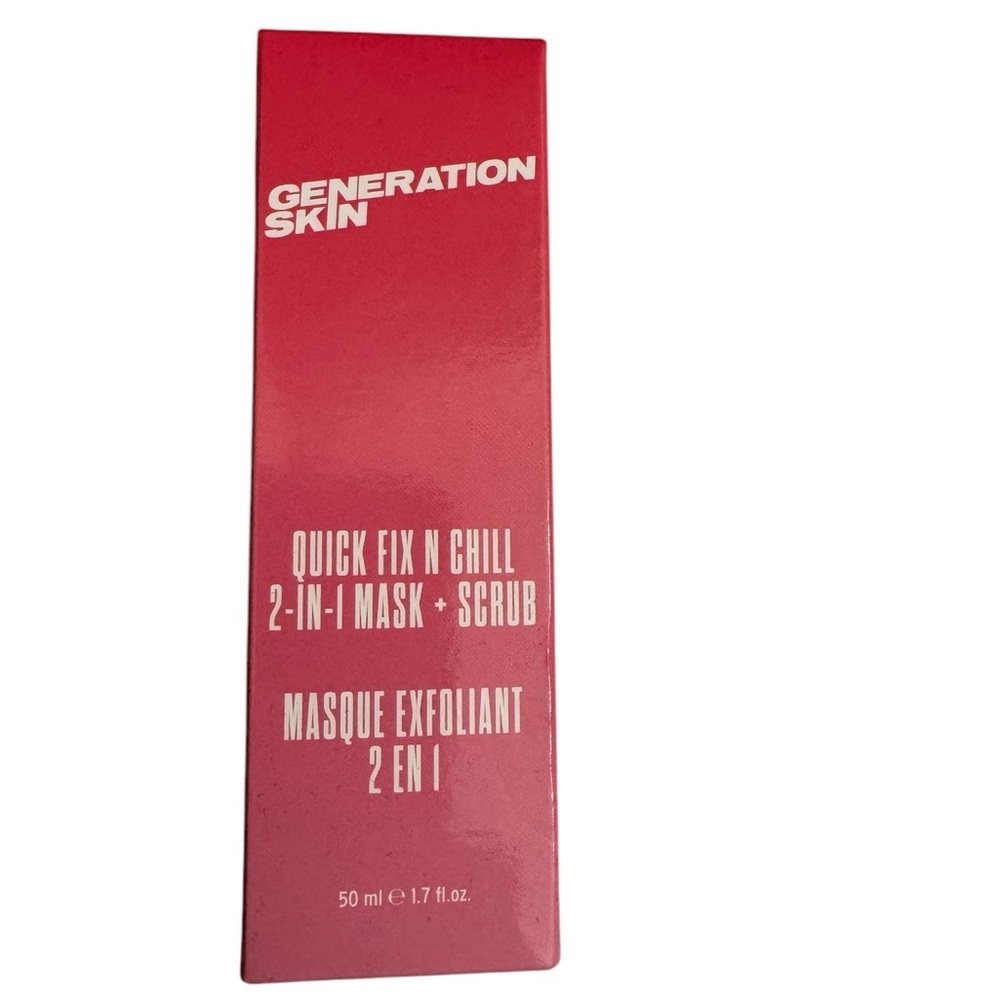 GENERATION
SKIN
QUICK FIX N CHILL
2-IN-1 MASK + SCRUB
MASQUE EXFOLIANT
2 EN 1
50 ml ℮ 1.7 fl.oz.